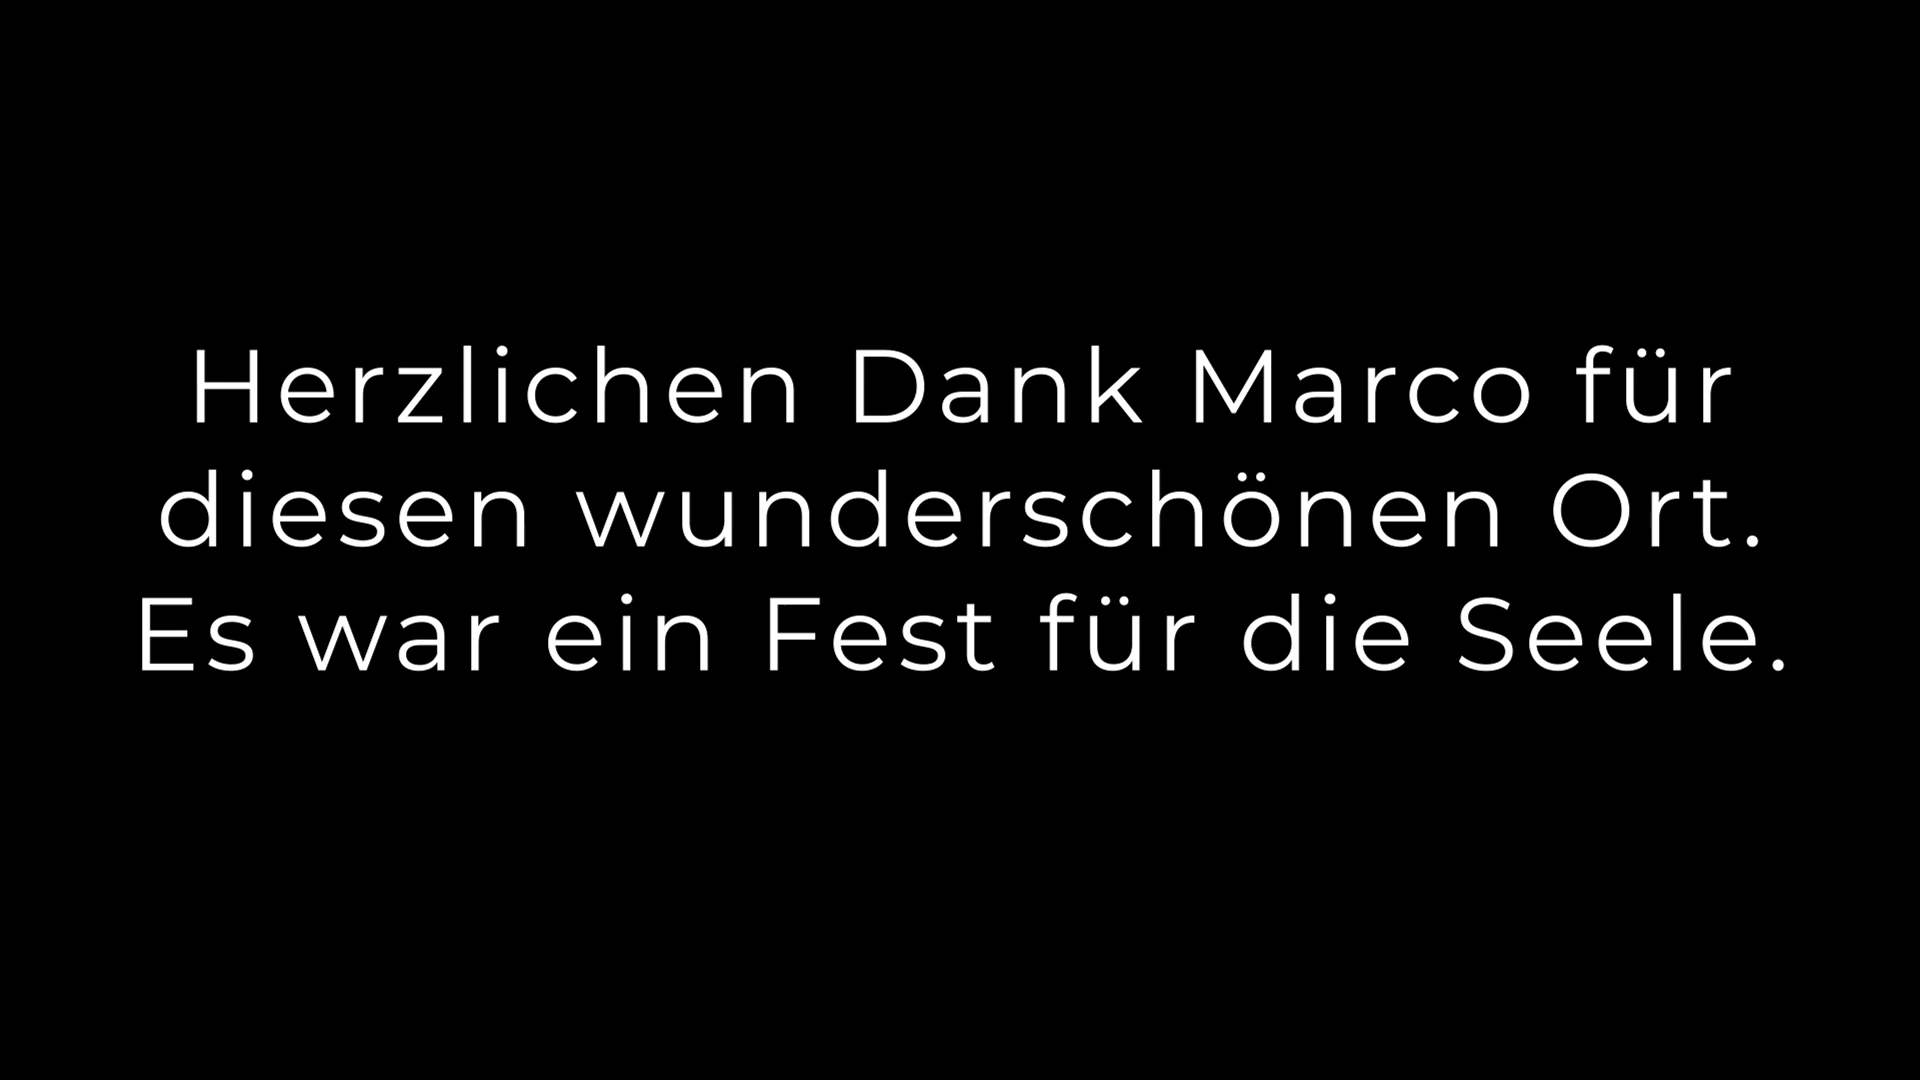 Herzlichen Dank Marco für
diesen wunderschönen Ort.
Es war ein Fest für die Seele.